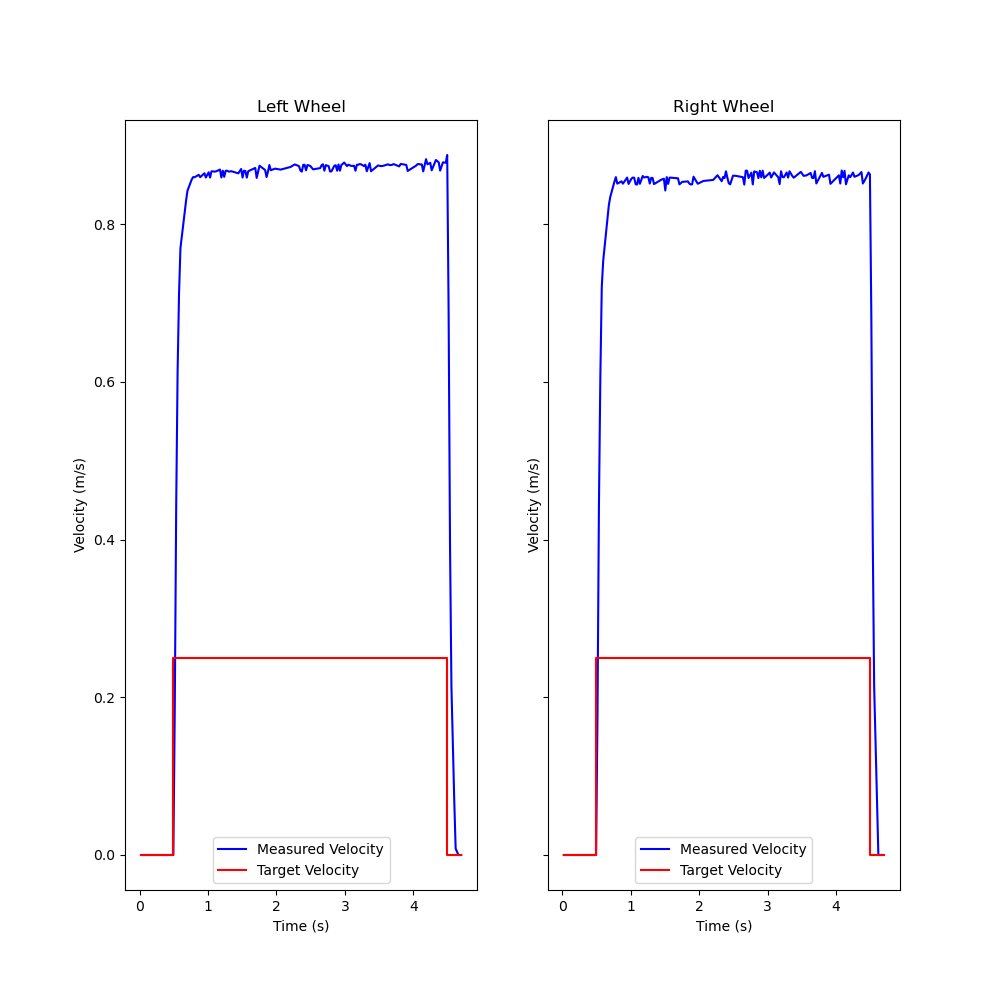 Left Wheel
Velocity (m/s)
0.8
0.6
0.4
0.2
0.0
0 1 2 3 4
Time (s)
Measured Velocity
Target Velocity
Right Wheel
Velocity (m/s)
0 1 2 3 4
Time (s)
Measured Velocity
Target Velocity